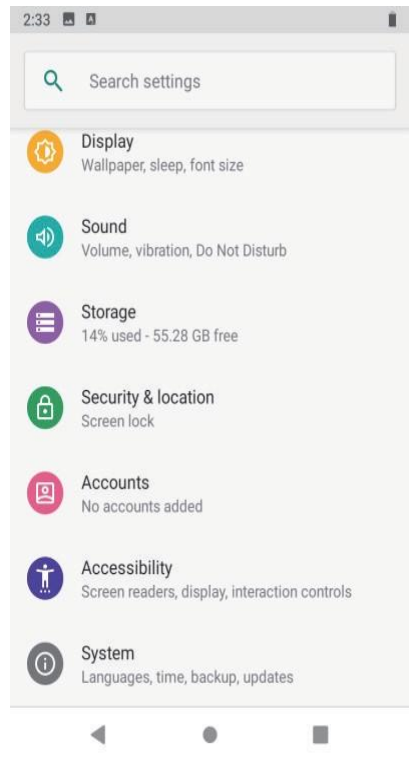 2:33
Search settings
Display
Wallpaper, sleep, font size
Sound
Volume, vibration, Do Not Disturb
Storage
14% used - 55.28 GB free
Security & location
Screen lock
Accounts
No accounts added
Accessibility
Screen readers, display, interaction controls
System
Languages, time, backup, updates